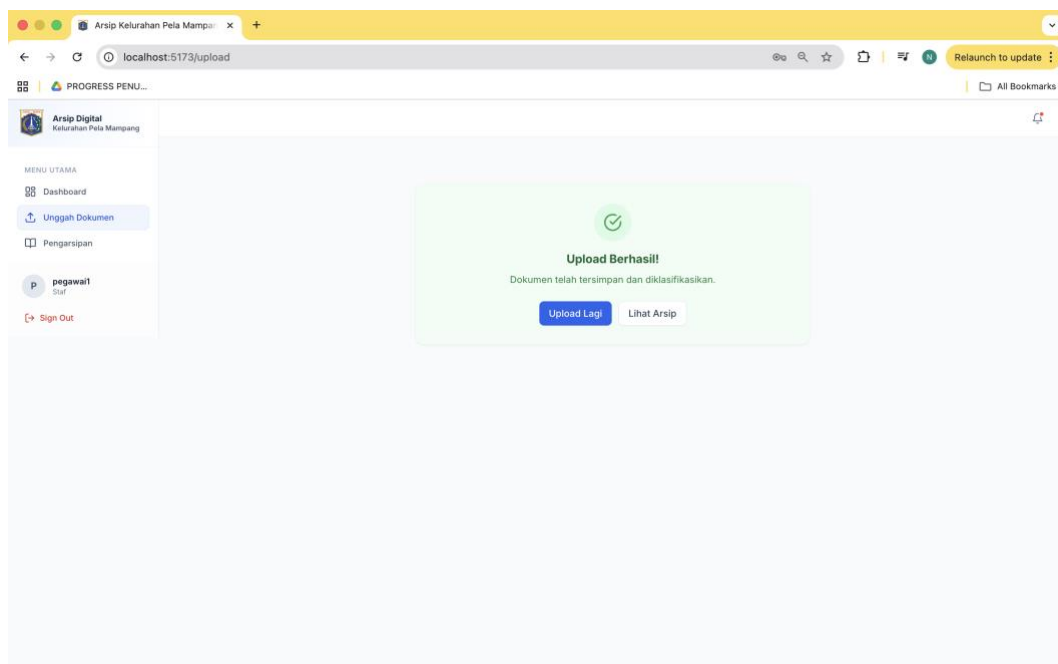 Arsip Kelurahan Pela Mampan
localhost:5173/upload
N
Relaunch to update
PROGRESS PENU...
All Bookmarks
Arsip Digital
Kelurahan Pela Mampang
MENU UTAMA
Dashboard
Unggah Dokumen
Pengarsipan
P
pegawai1
Staf
Sign Out
Upload Berhasil!
Dokumen telah tersimpan dan diklasifikasikan.
Upload Lagi
Lihat Arsip